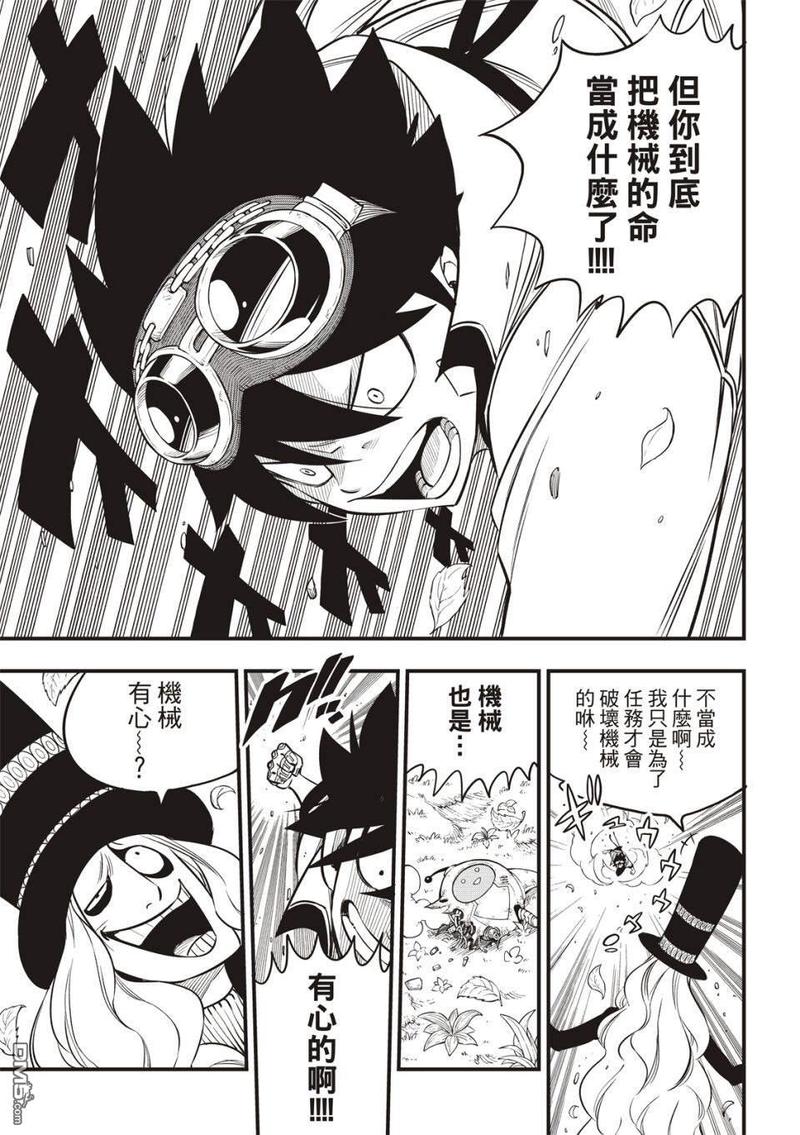 但你到底
把機械的命
當成什麼了!!!!
不當成
什麼啊～
我只是為了
任務才會
破壞機械
的咻～
機械
也是…
有心的啊!!!!
機械
有心～?
DM5.com